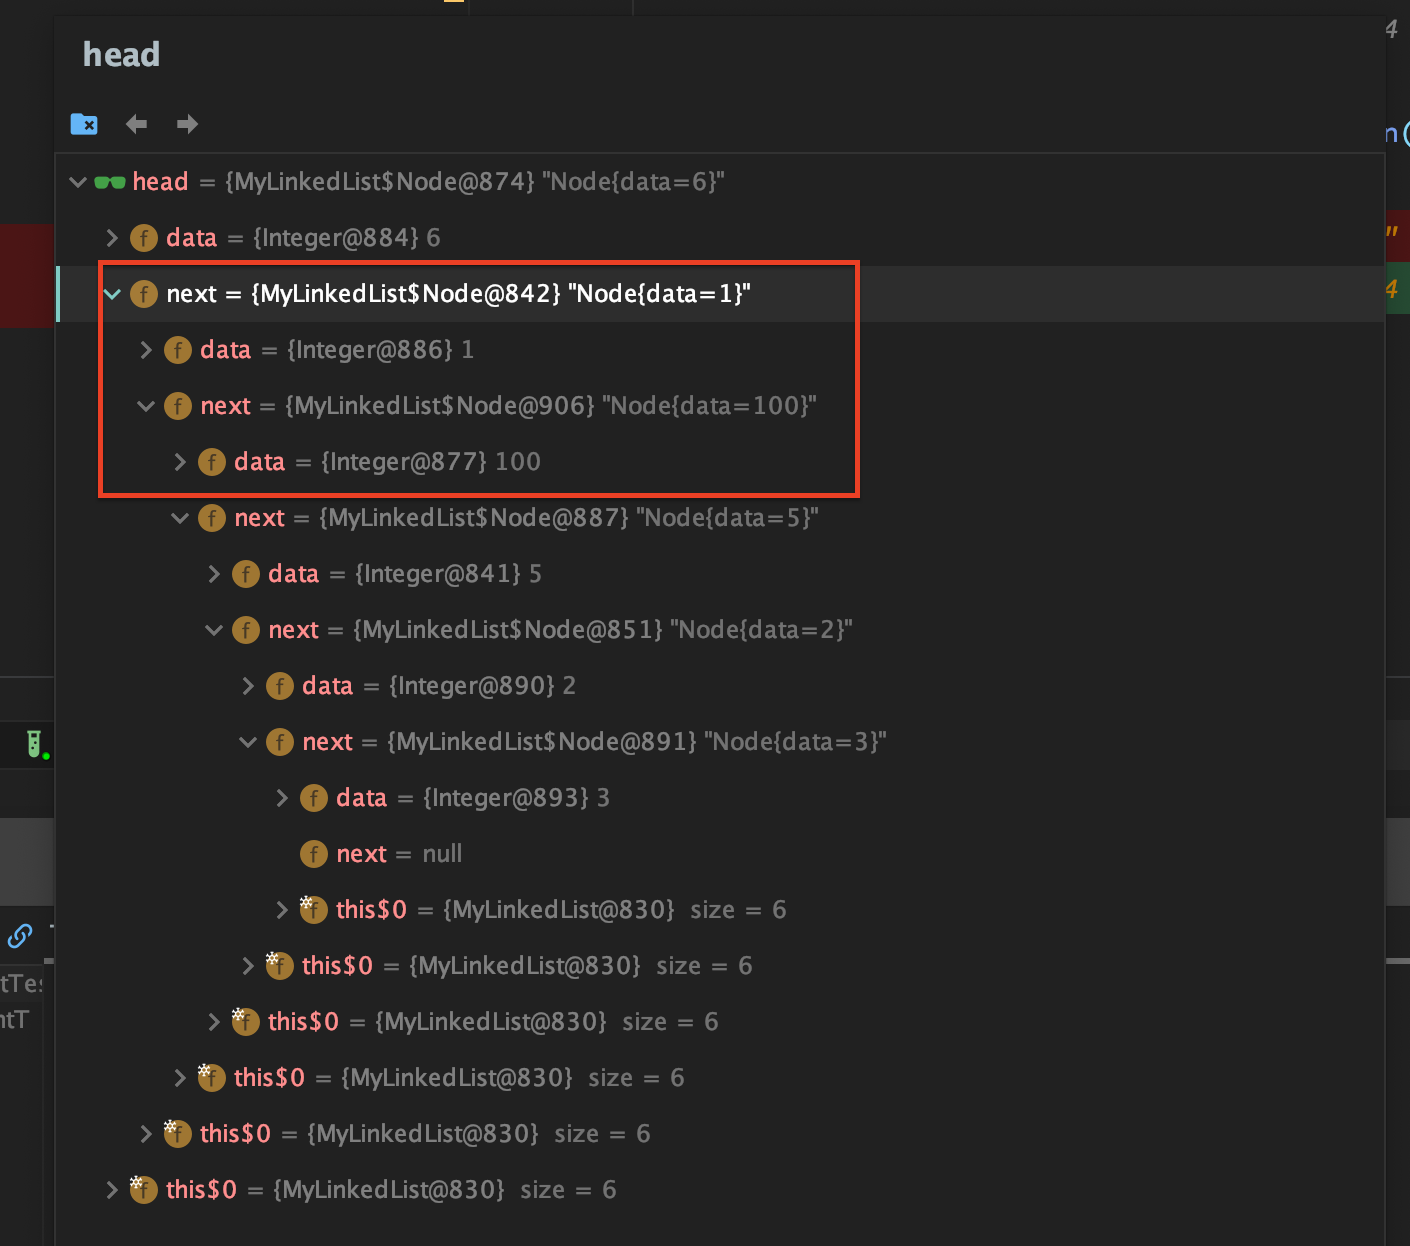 head
head = {MyLinkedList$Node@874} "Node{data=6}"
data = {Integer@884} 6
next = {MyLinkedList$Node@842} "Node{data=1}"
data = {Integer@886} 1
next = {MyLinkedList$Node@906} "Node{data=100}"
data = {Integer@877} 100
next = {MyLinkedList$Node@887} "Node{data=5}"
data = {Integer@841} 5
next = {MyLinkedList$Node@851} "Node{data=2}"
data = {Integer@890} 2
next = {MyLinkedList$Node@891} "Node{data=3}"
data = {Integer@893} 3
next = null
this$0 = {MyLinkedList@830} size = 6
this$0 = {MyLinkedList@830} size = 6
this$0 = {MyLinkedList@830} size = 6
this$0 = {MyLinkedList@830} size = 6
this$0 = {MyLinkedList@830} size = 6
this$0 = {MyLinkedList@830} size = 6